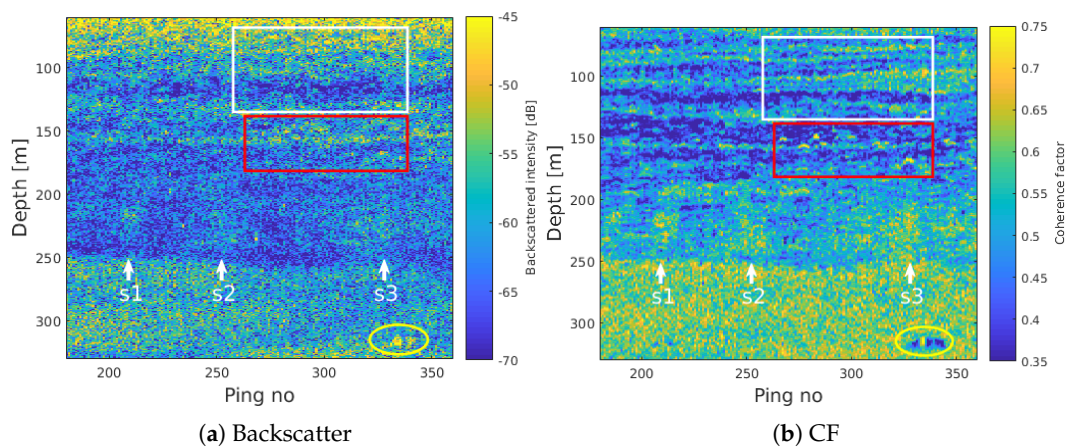 100
150
200
250
300
Depth [m]
200
250
300
350
Ping no
s1
s2
s3
-45
-50
-55
-60
-65
-70
Backscattered intensity [dB]
(a) Backscatter
100
150
200
250
300
Depth [m]
200
250
300
350
Ping no
s1
s2
s3
0.75
0.7
0.65
0.6
0.55
0.5
0.45
0.4
0.35
Coherence factor
(b) CF